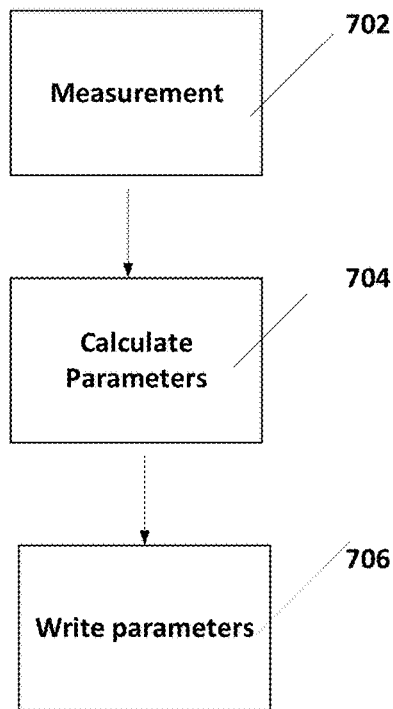 702
Measurement
704
Calculate
Parameters
706
Write parameters